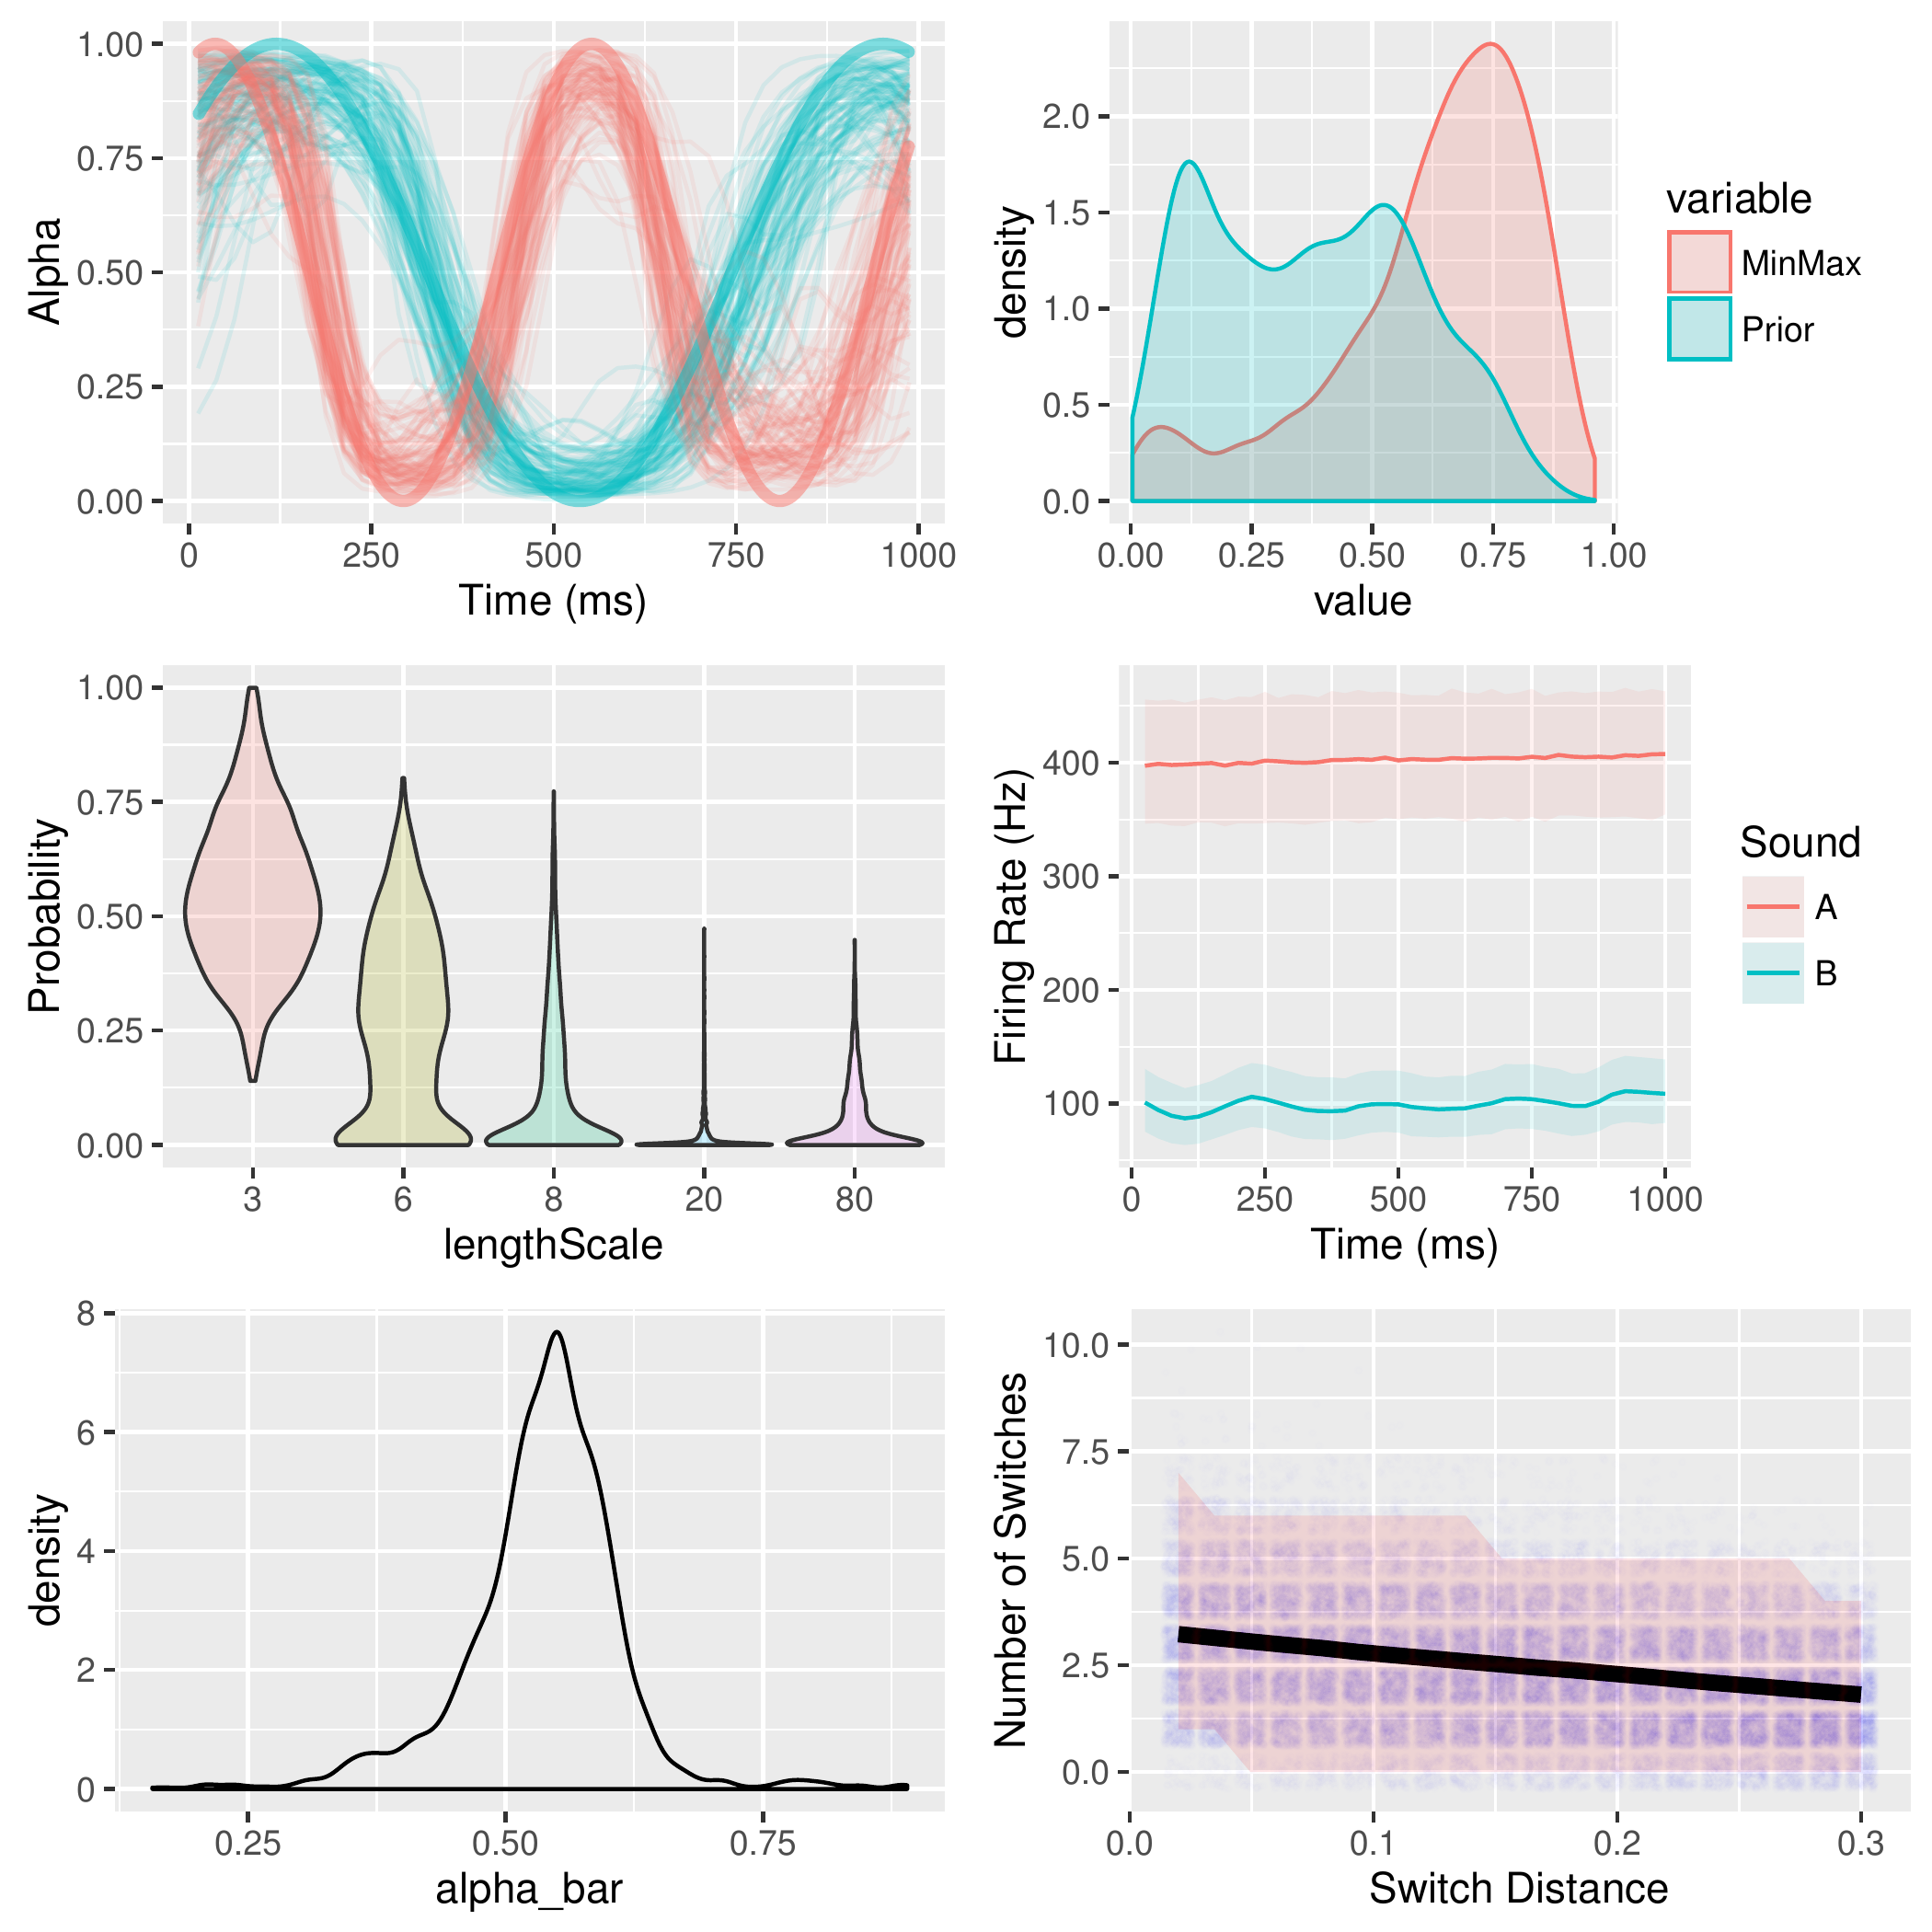 1.00
0.75
0.50
0.25
0.00
Alpha
0 250 500 750 1000
Time (ms)
2.0
1.5
1.0
0.5
0.0
density
0.00 0.25 0.50 0.75 1.00
value
variable
MinMax
Prior
1.00
0.75
0.50
0.25
0.00
Probability
3 6 8 20 80
lengthScale
400
300
200
100
Firing Rate (Hz)
0 250 500 750 1000
Time (ms)
Sound
A
B
8
6
4
2
0
density
0.25 0.50 0.75
alpha_bar
10.0
7.5
5.0
2.5
0.0
Number of Switches
0.0 0.1 0.2 0.3
Switch Distance